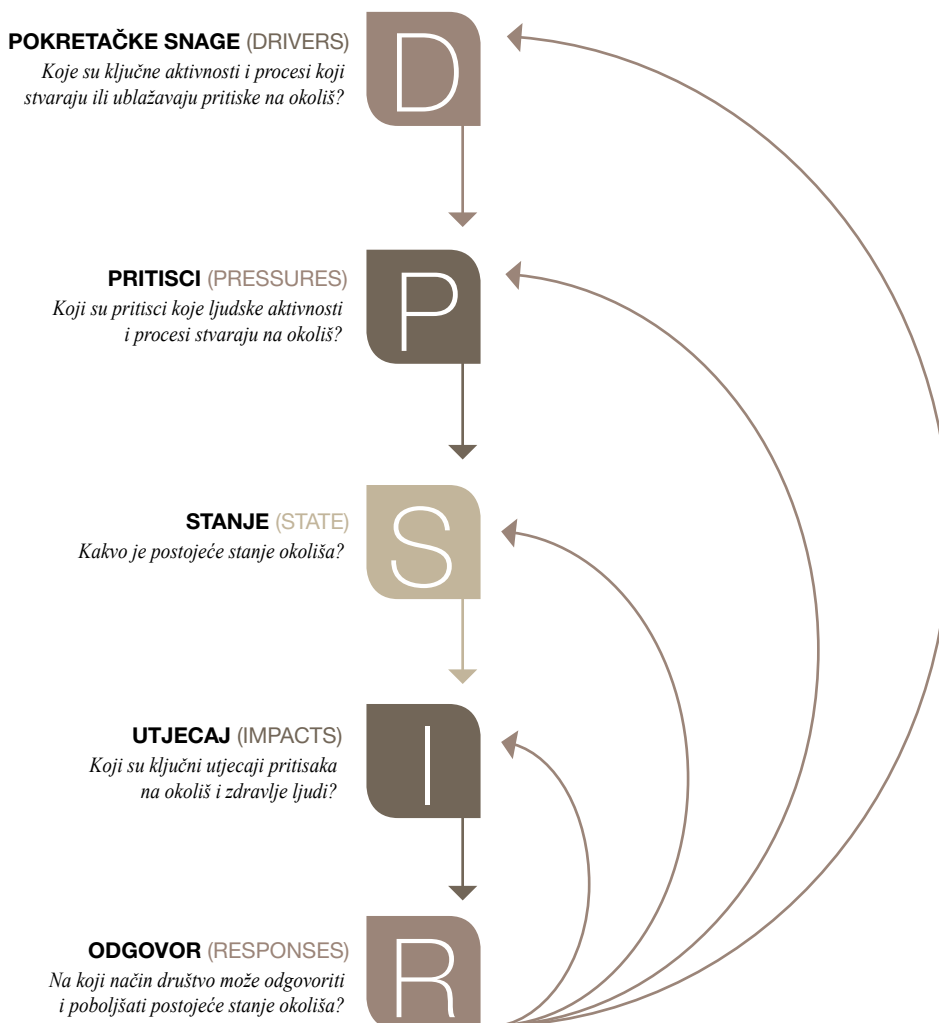 POKRETAČKE SNAGE (DRIVERS)
Koje su ključne aktivnosti i procesi koji
stvaraju ili ublažavaju pritiske na okoliš?
D
PRITISCI (PRESSURES)
Koji su pritisci koje ljudske aktivnosti
i procesi stvaraju na okoliš?
P
STANJE (STATE)
Kakvo je postojeće stanje okoliša?
S
UTJECAJ (IMPACTS)
Koji su ključni utjecaji pritisaka
na okoliš i zdravlje ljudi?
I
ODGOVOR (RESPONSES)
Na koji način društvo može odgovoriti
i poboljšati postojeće stanje okoliša?
R